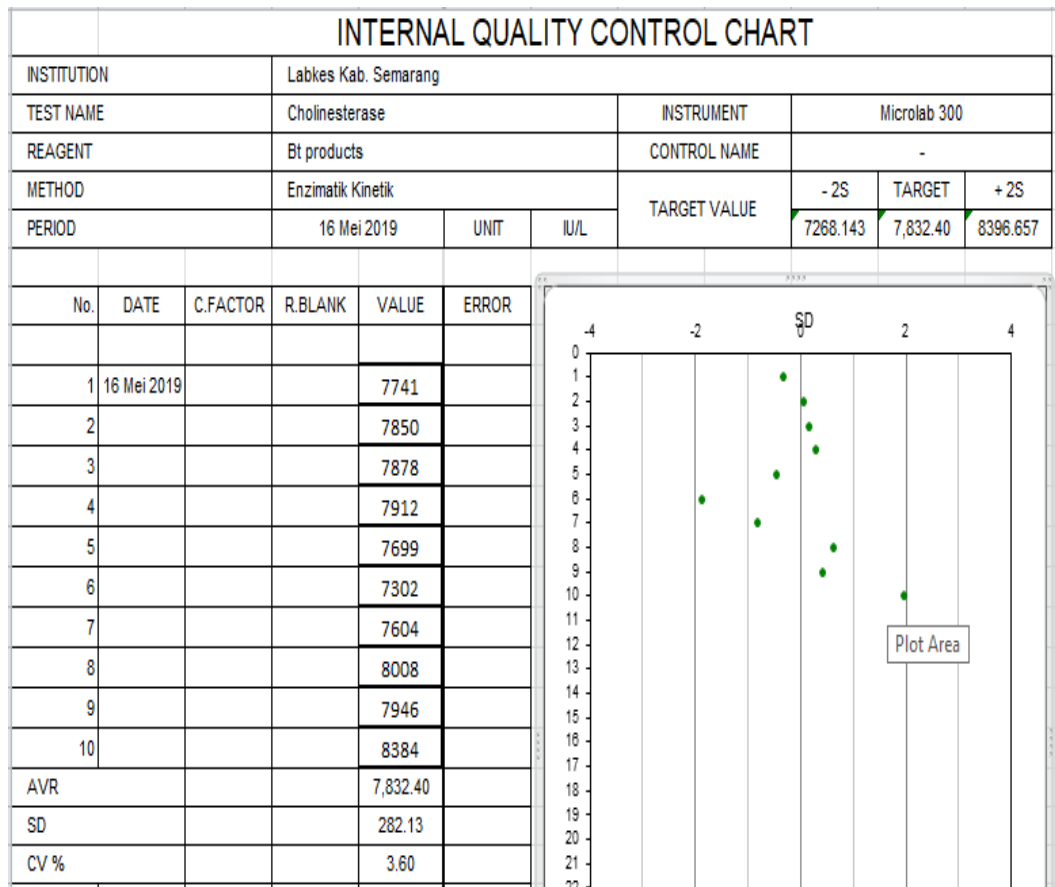 INTERNAL QUALITY CONTROL CHART
INSTITUTION Labkes Kab. Semarang
TEST NAME Cholinesterase INSTRUMENT Microlab 300
REAGENT Bt products CONTROL NAME -
METHOD Enzimatik Kinetik TARGET VALUE - 2S TARGET + 2S
PERIOD 16 Mei 2019 UNIT IU/L 7268.143 7,832.40 8396.657
No. DATE C.FACTOR R.BLANK VALUE ERROR
1 16 Mei 2019 7741
2 7850
3 7878
4 7912
5 7699
6 7302
7 7604
8 8008
9 7946
10 8384
AVR 7,832.40
SD 282.13
CV % 3.60
SD
-4 -2 0 2 4
0
1
2
3
4
5
6
7
8
9
10
11
12
13
14
15
16
17
18
19
20
21
22
Plot Area